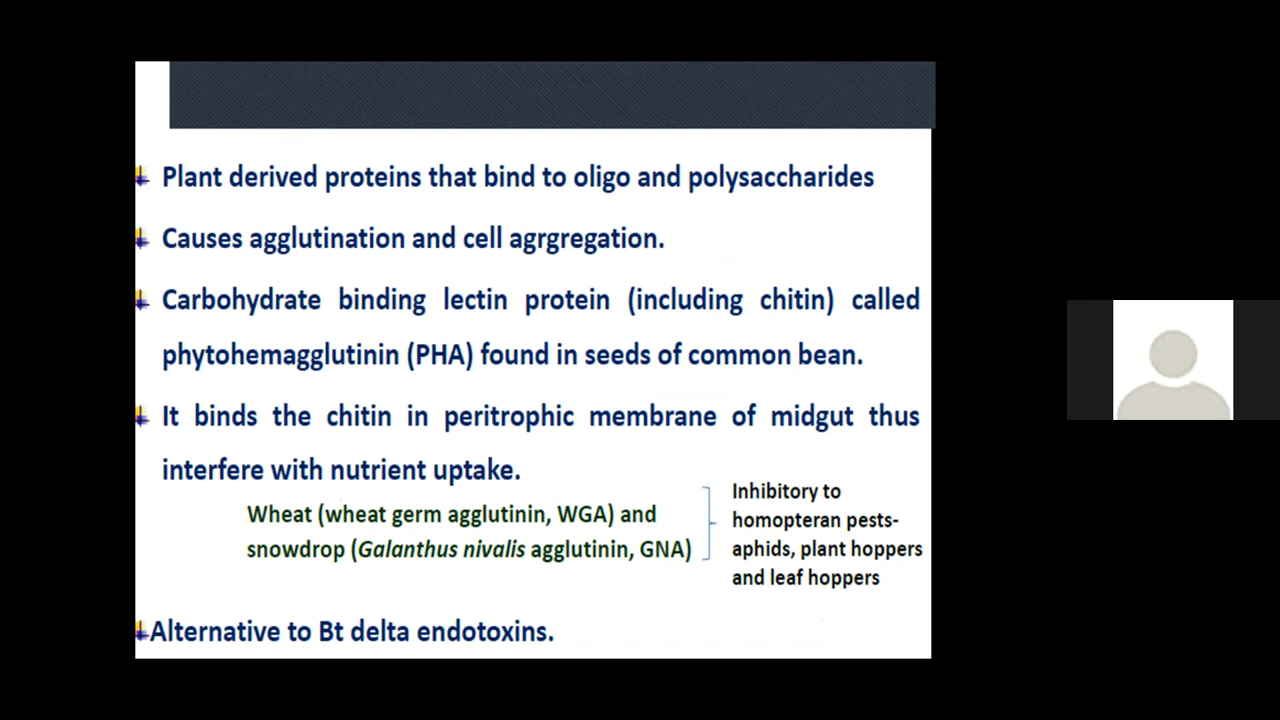 Plant derived proteins that bind to oligo and polysaccharides
Causes agglutination and cell agrgregation.
Carbohydrate binding lectin protein (including chitin) called
phytohemagglutinin (PHA) found in seeds of common bean.
It binds the chitin in peritrophic membrane of midgut thus
interfere with nutrient uptake.
Wheat (wheat germ agglutinin, WGA) and
snowdrop (Galanthus nivalis agglutinin, GNA)
Inhibitory to
homopteran pests-
aphids, plant hoppers
and leaf hoppers
Alternative to Bt delta endotoxins.